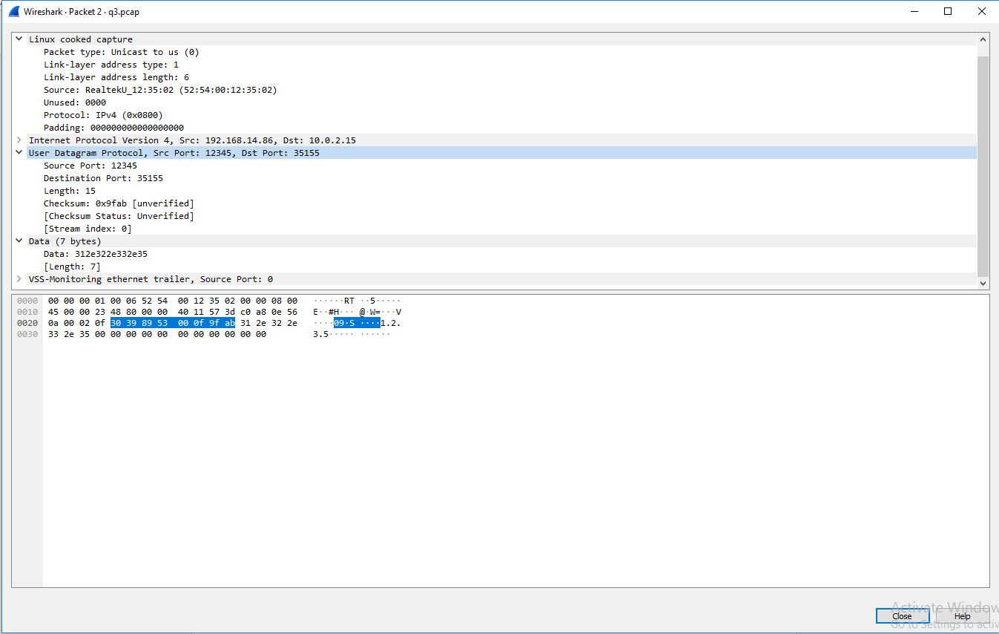 Wireshark · Packet 2 · q3.pcap
Linux cooked capture
Packet type: Unicast to us (0)
Link-layer address type: 1
Link-layer address length: 6
Source: RealtekU_12:35:02 (52:54:00:12:35:02)
Unused: 0000
Protocol: IPv4 (0x0800)
Padding: 000000000000000000
Internet Protocol Version 4, Src: 192.168.14.86, Dst: 10.0.2.15
User Datagram Protocol, Src Port: 12345, Dst Port: 35155
Source Port: 12345
Destination Port: 35155
Length: 15
Checksum: 0x9fab [unverified]
[Checksum Status: Unverified]
[Stream index: 0]
Data (7 bytes)
Data: 312e322e332e35
[Length: 7]
VSS-Monitoring ethernet trailer, Source Port: 0
0000 00 00 00 01 00 06 52 54 00 12 35 02 00 00 08 00 ······RT ··5·····
0010 45 00 00 23 48 80 00 00 40 11 57 3d c0 a8 0e 56 E··#H··· @·W=···V
0020 0a 00 02 0f 30 39 89 53 00 0f 9f ab 31 2e 32 2e ····09·S ····1.2.
0030 33 2e 35 00 00 00 00 00 00 00 00 00 00 00 3.5····· ······
Activate Window
Go to Settings to activ
Close
Help